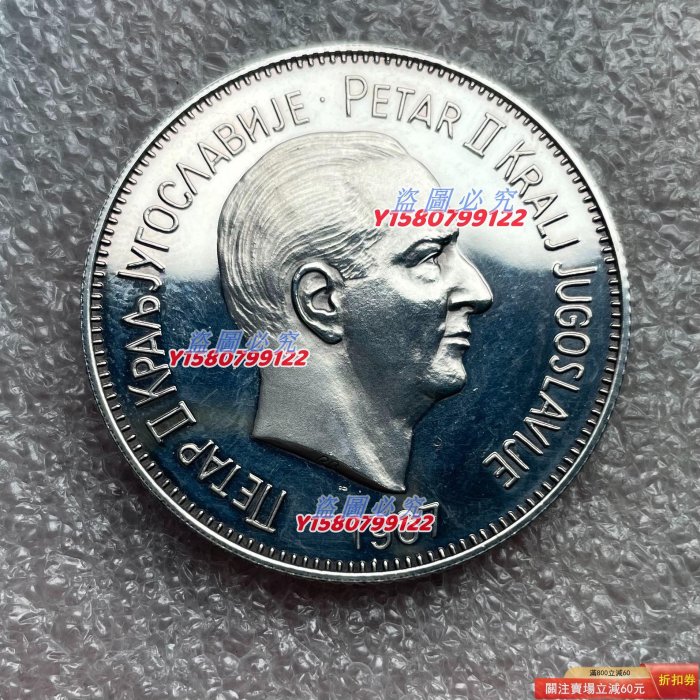 ПЕТАР II КРАЉ ЈУГОСЛАВИЈЕ · PETAR II KRALJ JUGOSLAVIJE
盜圖必究
Y1580799122
盜圖必究
Y1580799122
盜圖必究
Y1580799122
滿800立減60
關注賣場立減60元
折扣券